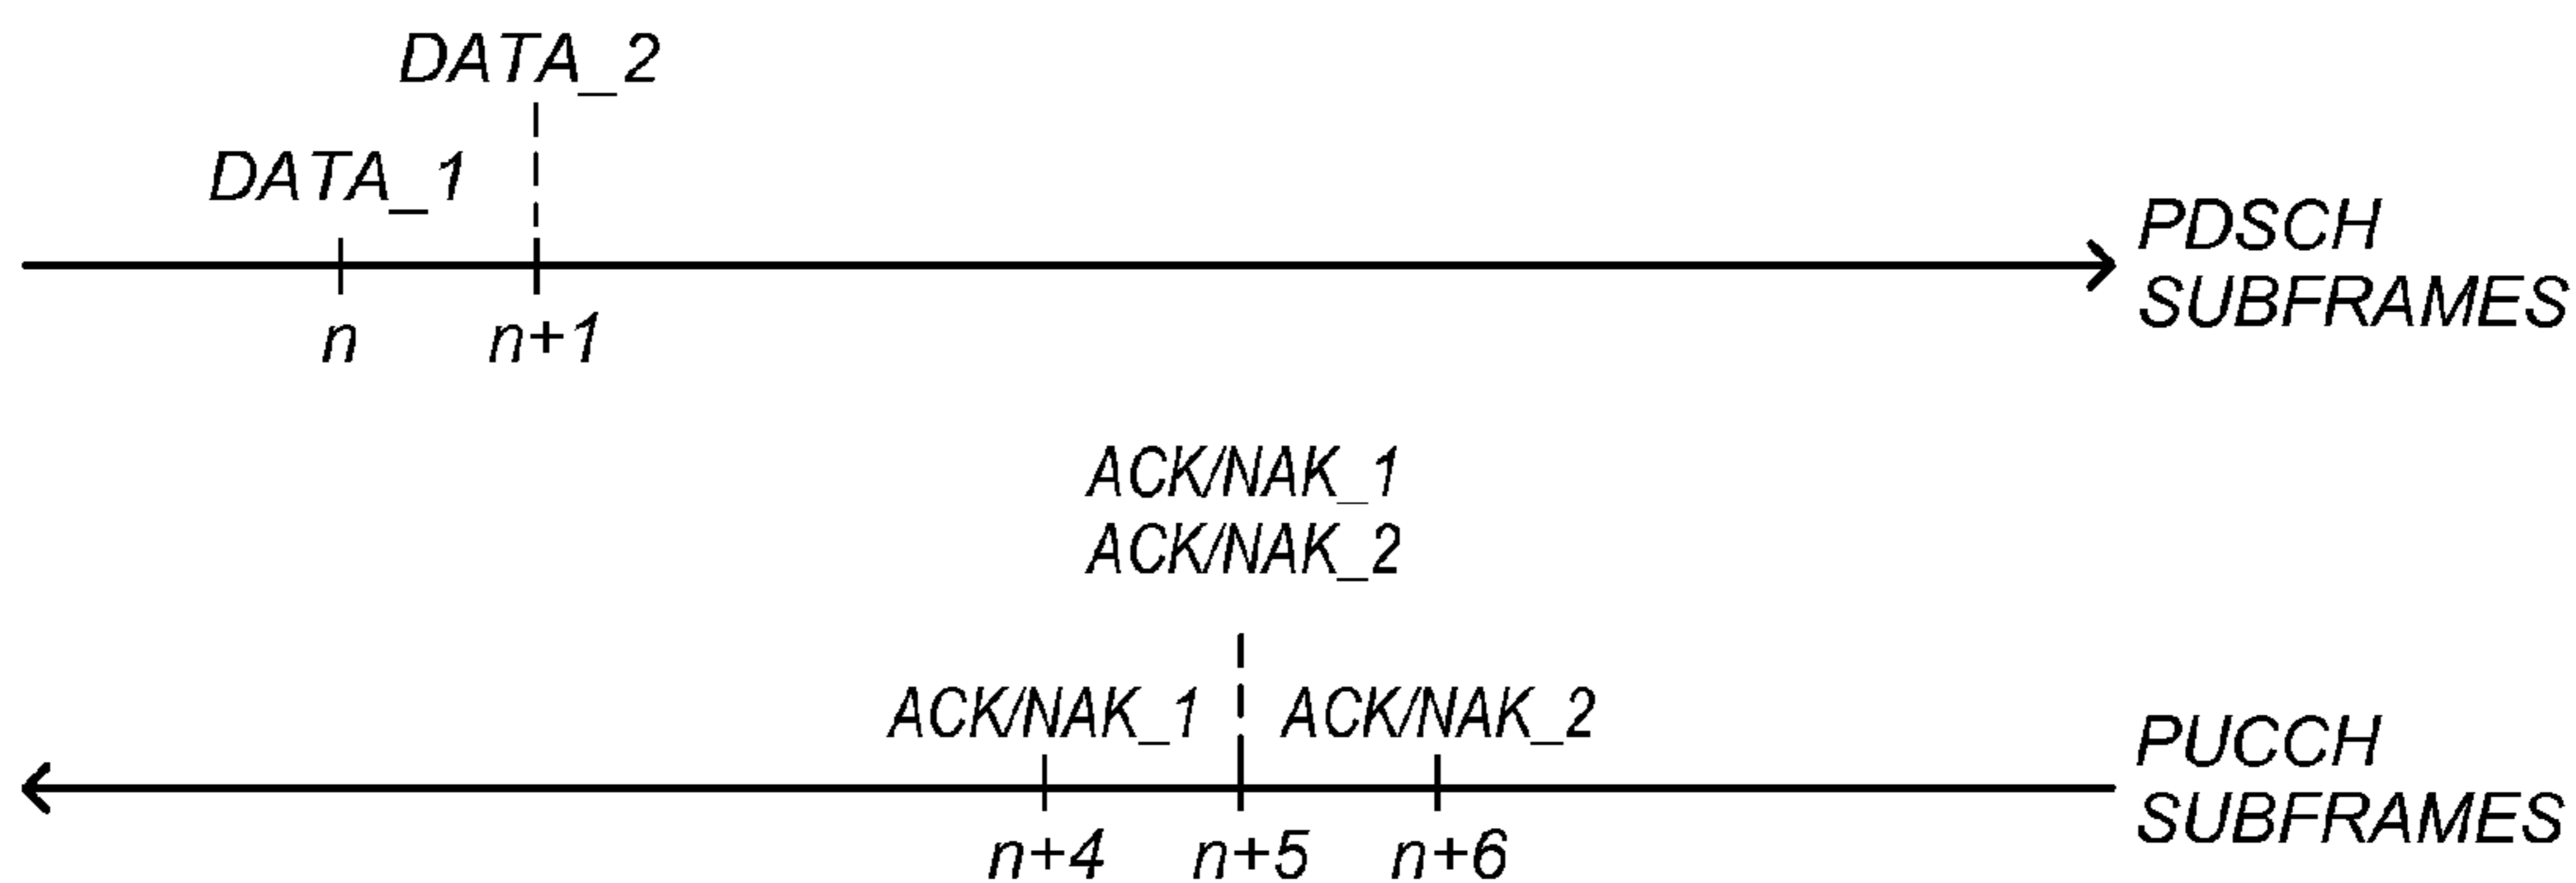 DATA_2
DATA_1
PDSCH
SUBFRAMES
n
n+1
ACK/NAK_1
ACK/NAK_2
ACK/NAK_1
ACK/NAK_2
PUCCH
SUBFRAMES
n+4
n+5
n+6